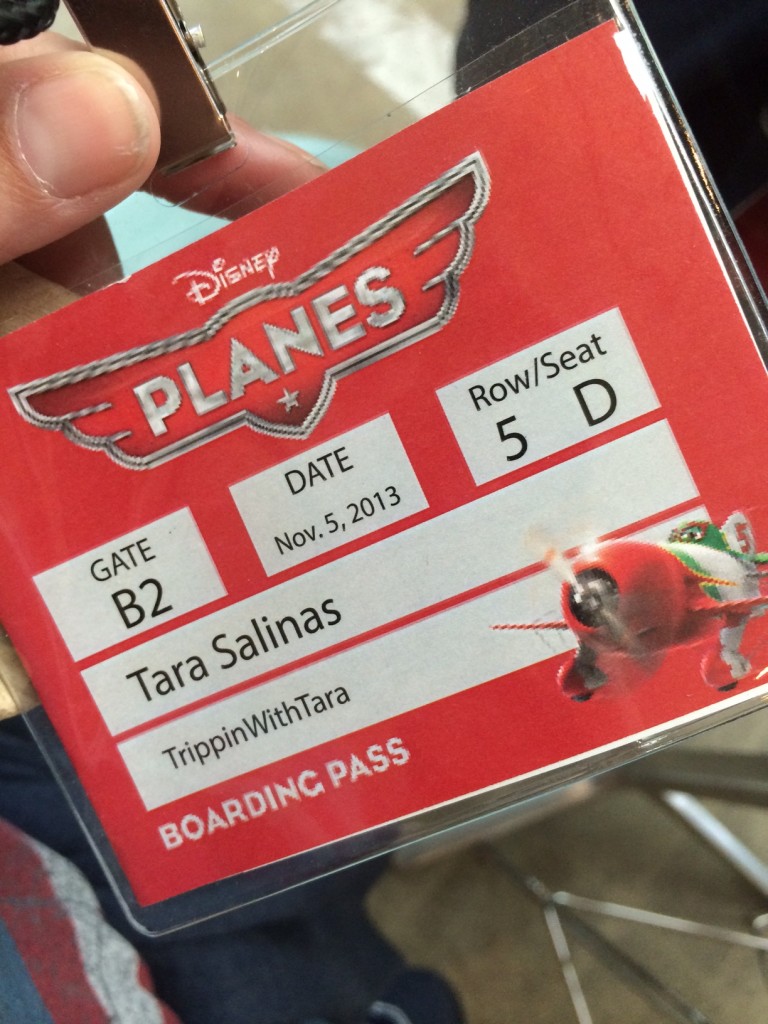 Disney
PLANES
GATE
B2
DATE
Nov. 5, 2013
Row/Seat
5 D
Tara Salinas
TrippinWithTara
BOARDING PASS